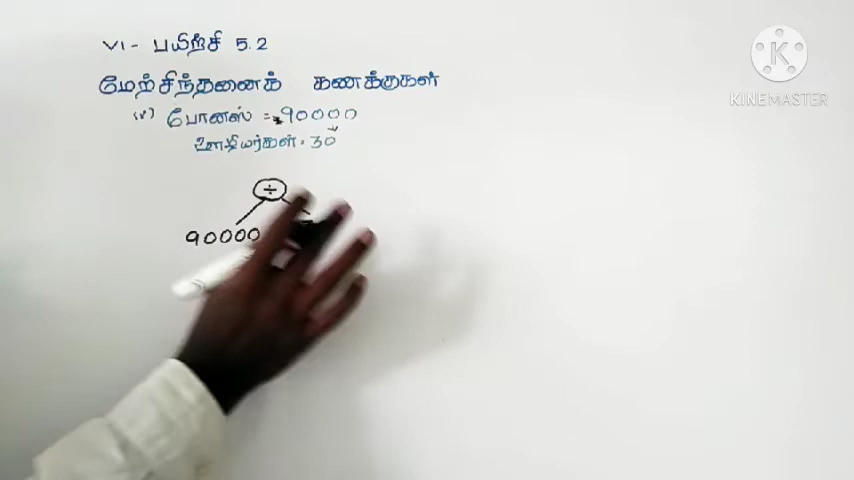 VI- பயிற்சி 5.2
மேற்சிந்தனைக் கணக்குகள்
போனஸ் = ₹90000
ஊழியர்கள் = 30
÷
90000
KINEMASTER